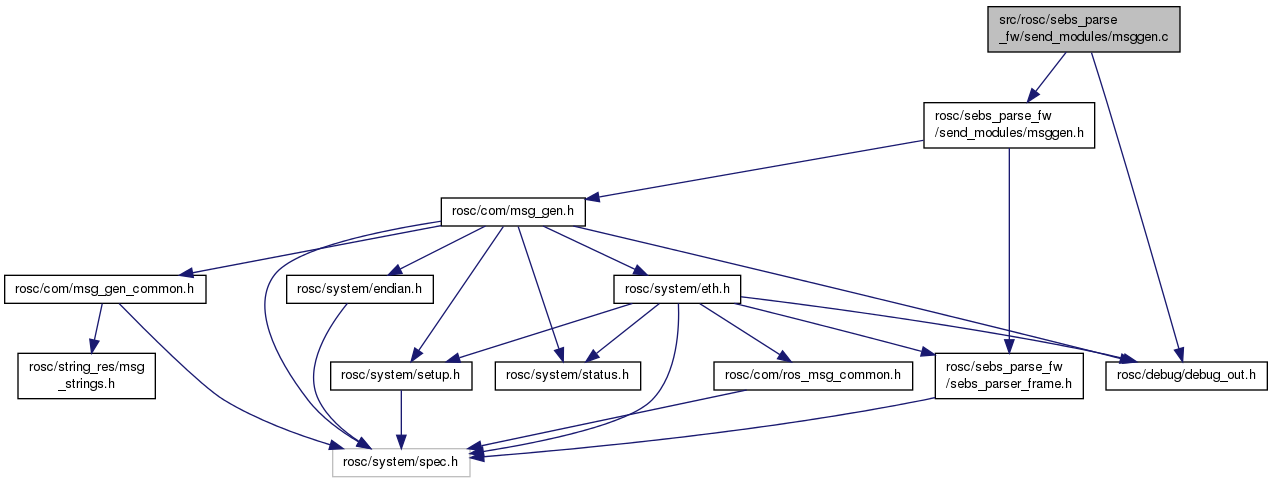 src/rosc/sebs_parse
_fw/send_modules/msggen.c
rosc/sebs_parse_fw
/send_modules/msggen.h
rosc/com/msg_gen.h
rosc/com/msg_gen_common.h
rosc/system/endian.h
rosc/system/eth.h
rosc/string_res/msg
_strings.h
rosc/system/setup.h
rosc/system/status.h
rosc/com/ros_msg_common.h
rosc/sebs_parse_fw
/sebs_parser_frame.h
rosc/debug/debug_out.h
rosc/system/spec.h